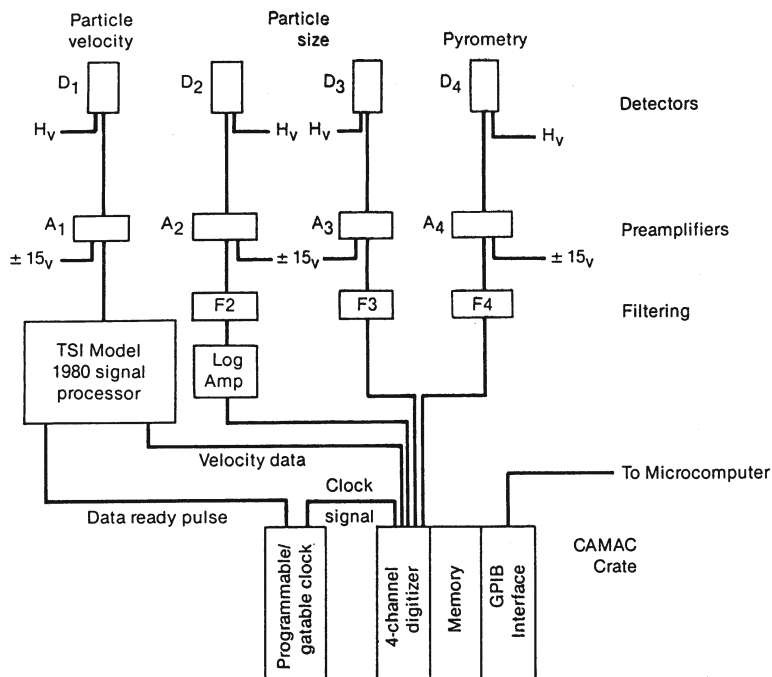 Particle
velocity
Particle
size
Pyrometry
D1
D2
D3
D4
Detectors
Hv
Hv
Hv
Hv
A1
A2
A3
A4
Preamplifiers
± 15v
± 15v
± 15v
F2
F3
F4
Filtering
TSI Model
1980 signal
processor
Log
Amp
Velocity data
To Microcomputer
Data ready pulse
Clock
signal
Programmable/
gatable clock
4-channel
digitizer
Memory
GPIB
Interface
CAMAC
Crate